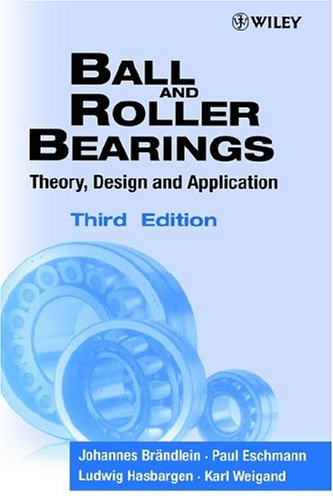 WILEY
BALL
AND
ROLLER
BEARINGS
Theory, Design and Application
Third Edition
Johannes Brändlein · Paul Eschmann
Ludwig Hasbargen · Karl Weigand